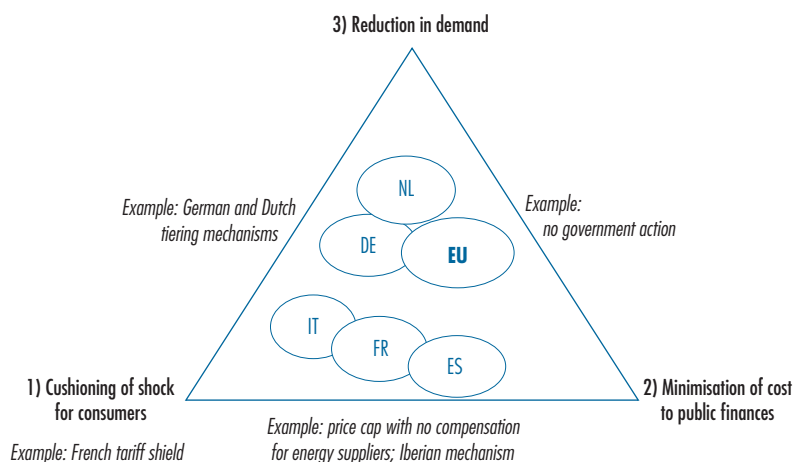 3) Reduction in demand
NL
Example: German and Dutch
tiering mechanisms
Example:
no government action
DE
EU
IT
FR
ES
1) Cushioning of shock
for consumers
2) Minimisation of cost
to public finances
Example: French tariff shield
Example: price cap with no compensation
for energy suppliers; Iberian mechanism